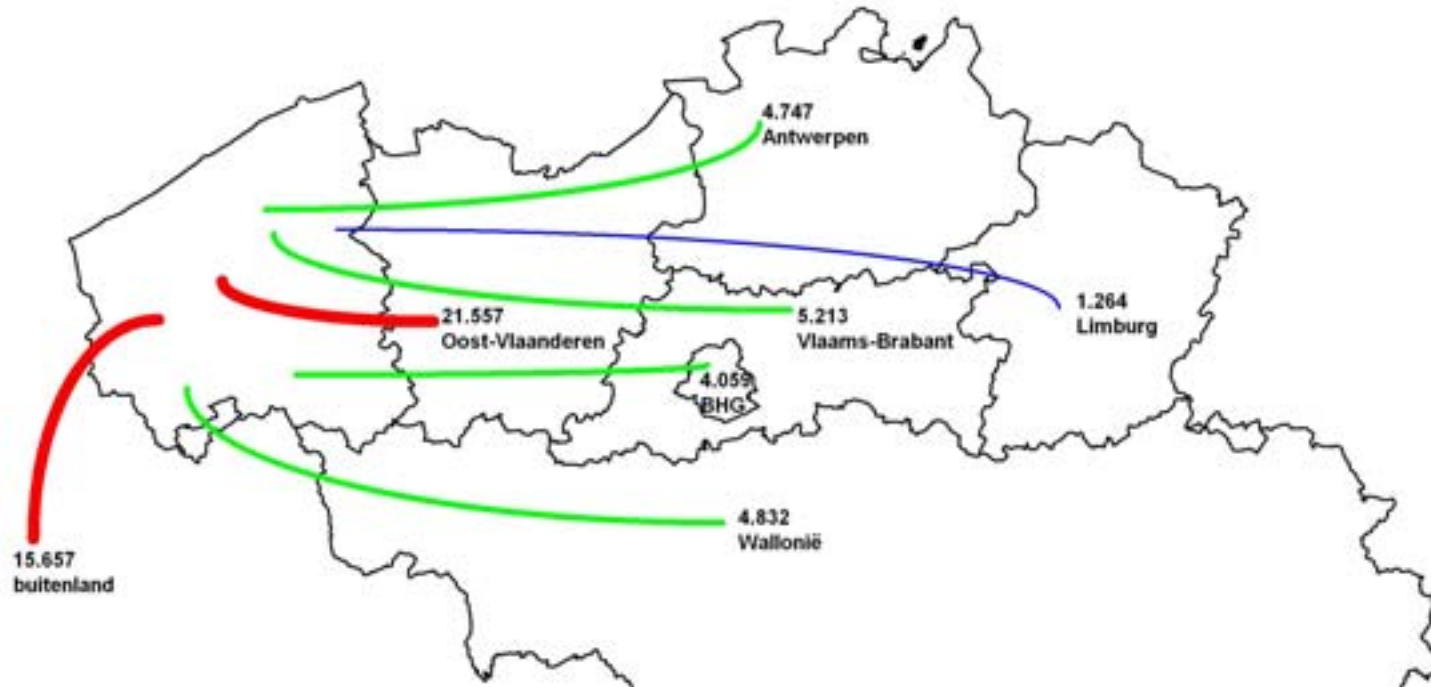 4.747
Antwerpen
1.264
Limburg
21.557
Oost-Vlaanderen
5.213
Vlaams-Brabant
4.059
BHG
4.832
Wallonië
15.657
buitenland